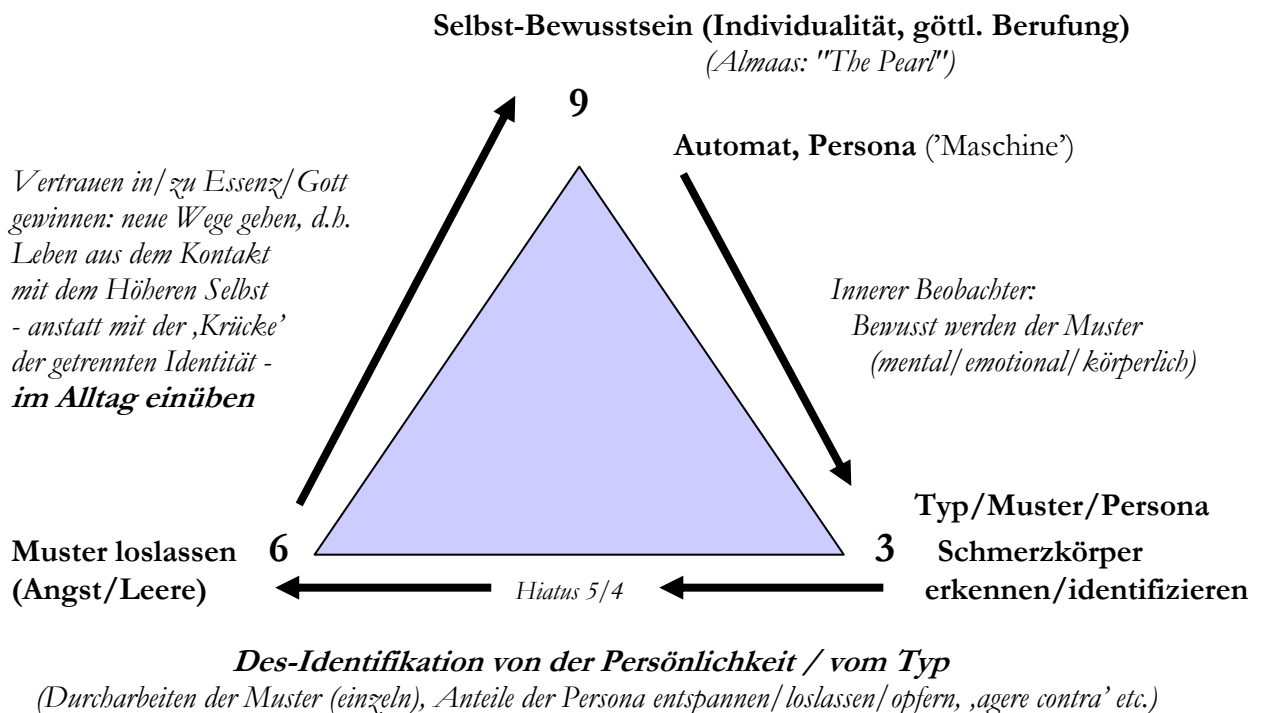 Selbst-Bewusstsein (Individualität, göttl. Berufung)
(Almaas: "The Pearl")
9
Automat, Persona (’Maschine’)
Vertrauen in/zu Essenz/Gott
gewinnen: neue Wege gehen, d.h.
Leben aus dem Kontakt
mit dem Höheren Selbst
- anstatt mit der ‚Krücke’
der getrennten Identität -
im Alltag einüben
Innerer Beobachter:
Bewusst werden der Muster
(mental/emotional/körperlich)
Typ/Muster/Persona
Muster loslassen 6
(Angst/Leere)
3 Schmerzkörper
erkennen/identifizieren
Hiatus 5/4
Des-Identifikation von der Persönlichkeit / vom Typ
(Durcharbeiten der Muster (einzeln), Anteile der Persona entspannen/loslassen/opfern, ‚agere contra’ etc.)